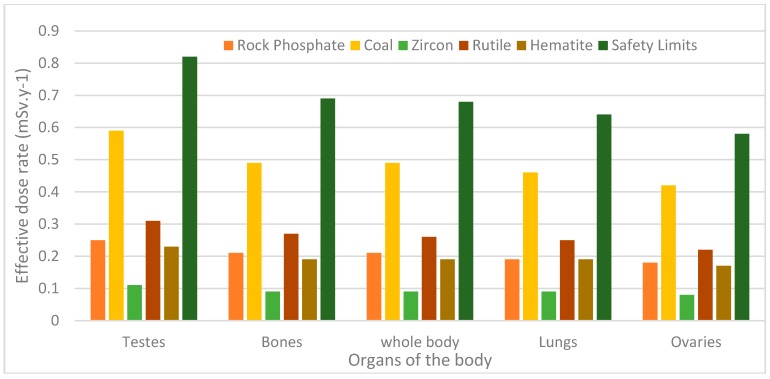 0.9
Rock Phosphate Coal Zircon Rutile Hematite Safety Limits
0.8
0.7
0.6
0.5
0.4
0.3
0.2
0.1
0
Effective dose rate (mSv.y-1)
Testes Bones whole body Lungs Ovaries
Organs of the body